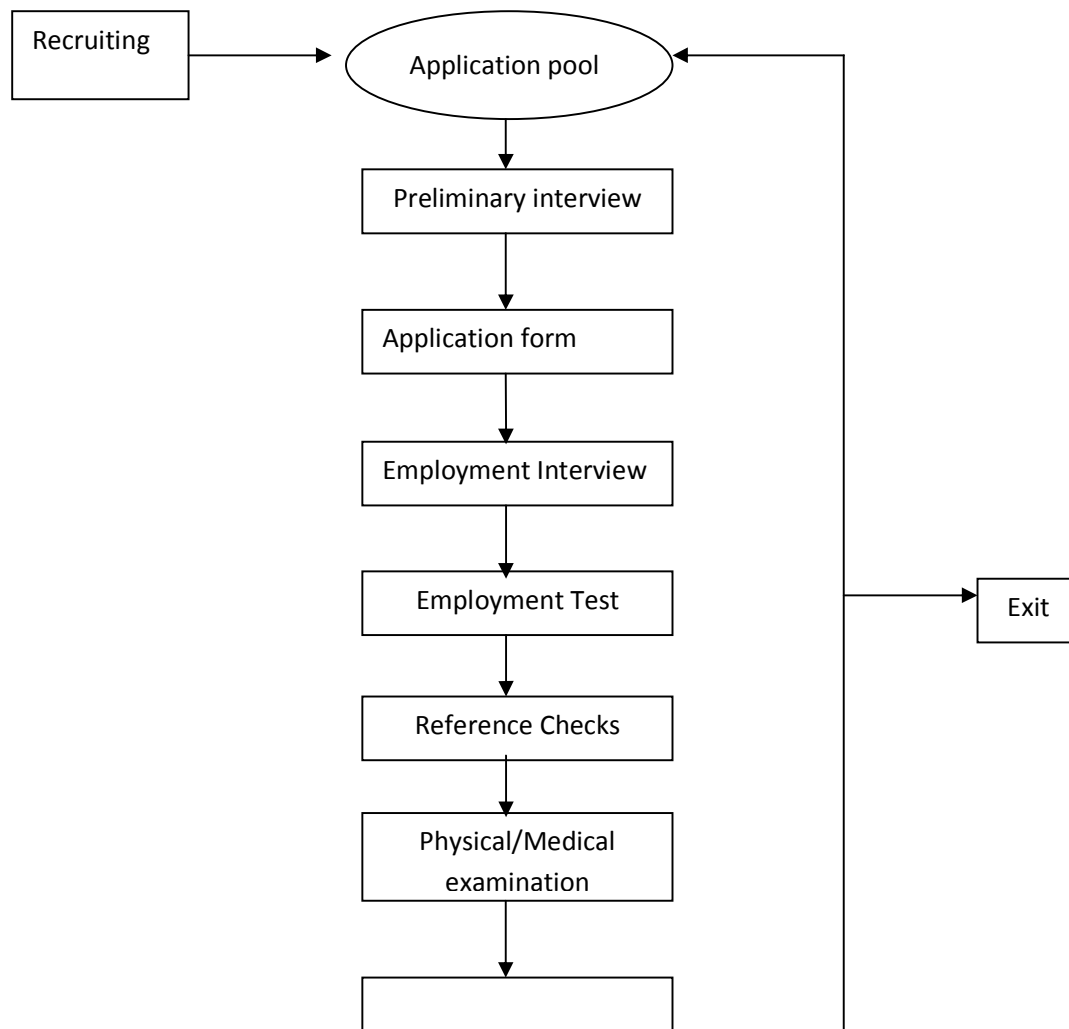 Recruiting
Application pool
Preliminary interview
Application form
Employment Interview
Employment Test
Exit
Reference Checks
Physical/Medical
examination